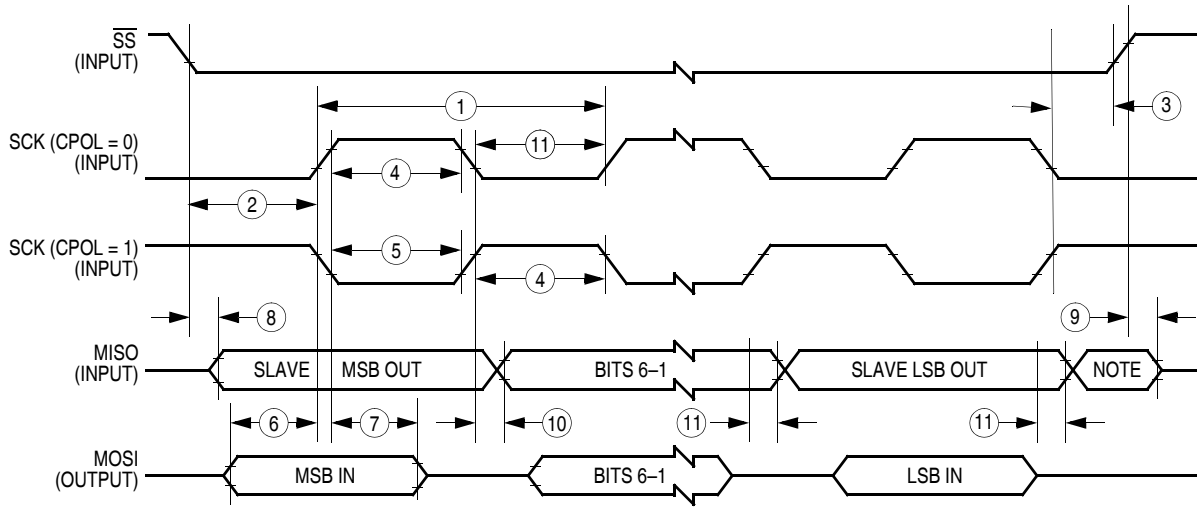 SS
(INPUT)
1
3
SCK (CPOL = 0)
(INPUT)
11
4
2
SCK (CPOL = 1)
(INPUT)
5
4
8
9
MISO
(INPUT)
SLAVE MSB OUT
BITS 6–1
SLAVE LSB OUT
NOTE
6
7
10
11
11
MOSI
(OUTPUT)
MSB IN
BITS 6–1
LSB IN